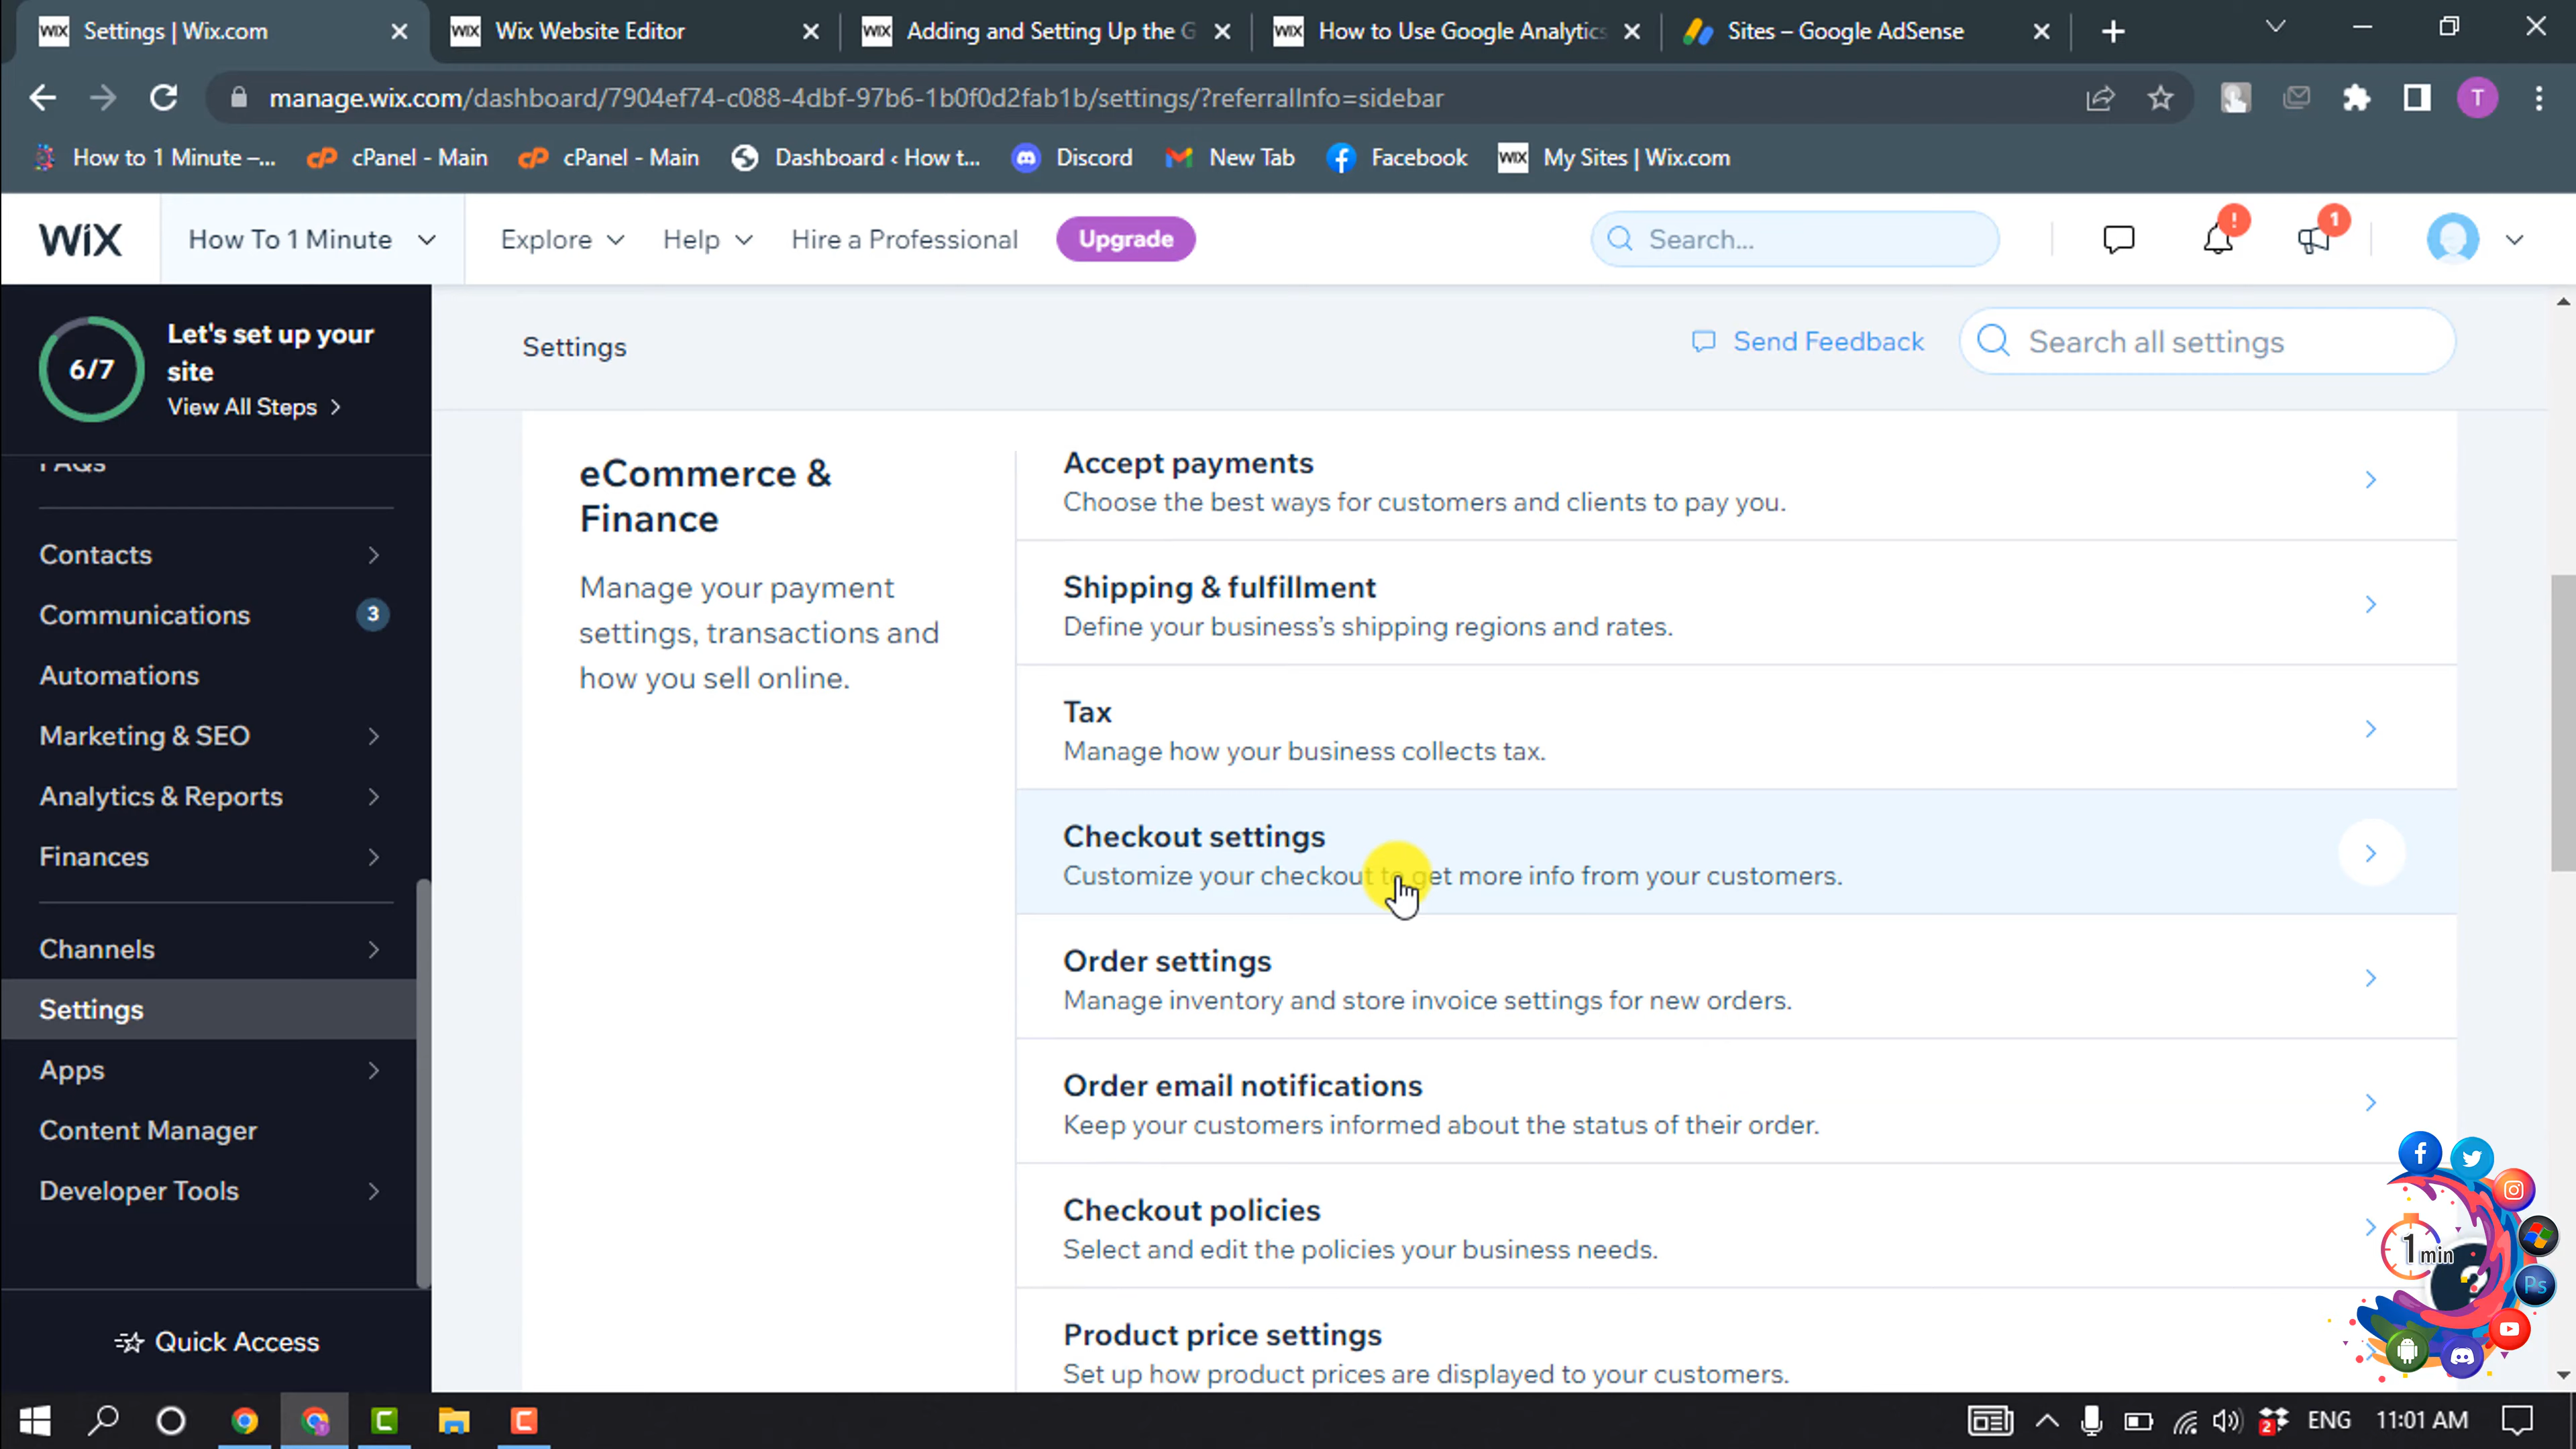 Settings | Wix.com
Wix Website Editor
Adding and Setting Up the G
How to Use Google Analytics
Sites – Google AdSense
manage.wix.com/dashboard/7904ef74-c088-4dbf-97b6-1b0f0d2fab1b/settings/?referralInfo=sidebar
T
How to 1 Minute –...
cPanel - Main
cPanel - Main
Dashboard ‹ How t...
Discord
New Tab
Facebook
WIX
My Sites | Wix.com
WIX
How To 1 Minute
Explore
Help
Hire a Professional
Upgrade
Search...
!
1
6/7
Let's set up your
site
View All Steps
FAQs
Contacts
Communications
3
Automations
Marketing & SEO
Analytics & Reports
Finances
Channels
Settings
Apps
Content Manager
Developer Tools
Quick Access
Settings
Send Feedback
Search all settings
eCommerce &
Finance
Manage your payment
settings, transactions and
how you sell online.
Accept payments
Choose the best ways for customers and clients to pay you.
Shipping & fulfillment
Define your business's shipping regions and rates.
Tax
Manage how your business collects tax.
Checkout settings
Customize your checkout to get more info from your customers.
Order settings
Manage inventory and store invoice settings for new orders.
Order email notifications
Keep your customers informed about the status of their order.
Checkout policies
Select and edit the policies your business needs.
Product price settings
Set up how product prices are displayed to your customers.
1 min
?
Ps
2
ENG
11:01 AM